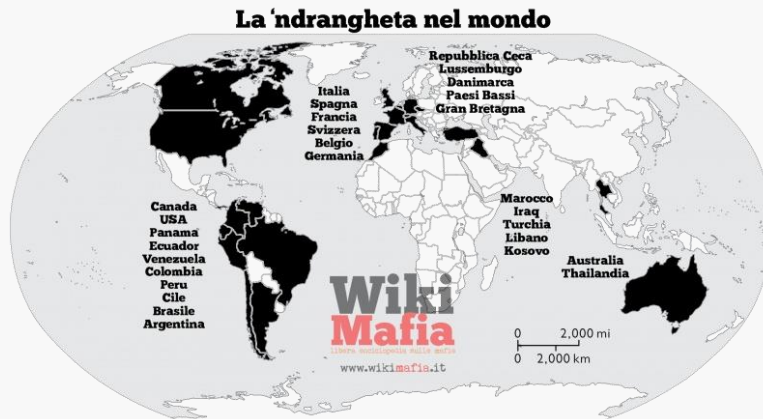 La 'ndrangheta nel mondo
Repubblica Ceca
Lussemburgo
Danimarca
Paesi Bassi
Gran Bretagna
Italia
Spagna
Francia
Svizzera
Belgio
Germania
Canada
USA
Panama
Ecuador
Venezuela
Colombia
Peru
Cile
Brasile
Argentina
Marocco
Iraq
Turchia
Libano
Kosovo
Australia
Thailandia
Wiki
Mafia
libera enciclopedia sulle mafie
www.wikimafia.it
0 2,000 mi
0 2,000 km